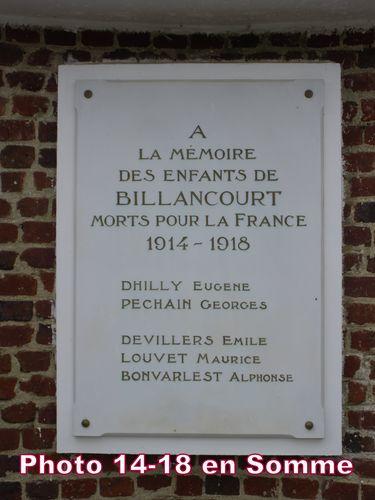 A
LA MÉMOIRE
DES ENFANTS DE
BILLANCOURT
MORTS POUR LA FRANCE
1914 - 1918
DHILLY EUGENE
PECHAIN GEORGES
DEVILLERS EMILE
LOUVET MAURICE
BONVARLEST ALPHONSE
Photo 14-18 en Somme